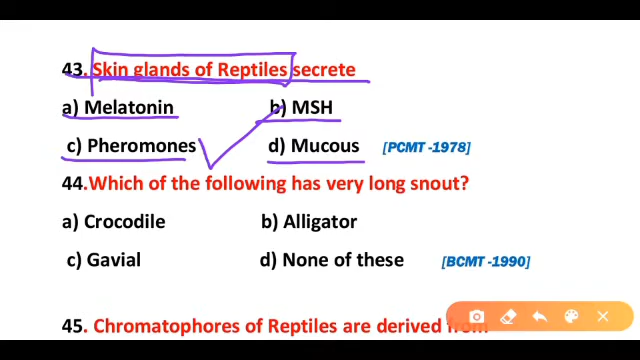 43. Skin glands of Reptiles secrete
a) Melatonin b) MSH
c) Pheromones d) Mucous [PCMT -1978]
44.Which of the following has very long snout?
a) Crocodile b) Alligator
c) Gavial d) None of these [BCMT -1990]
45. Chromatophores of Reptiles are derived from